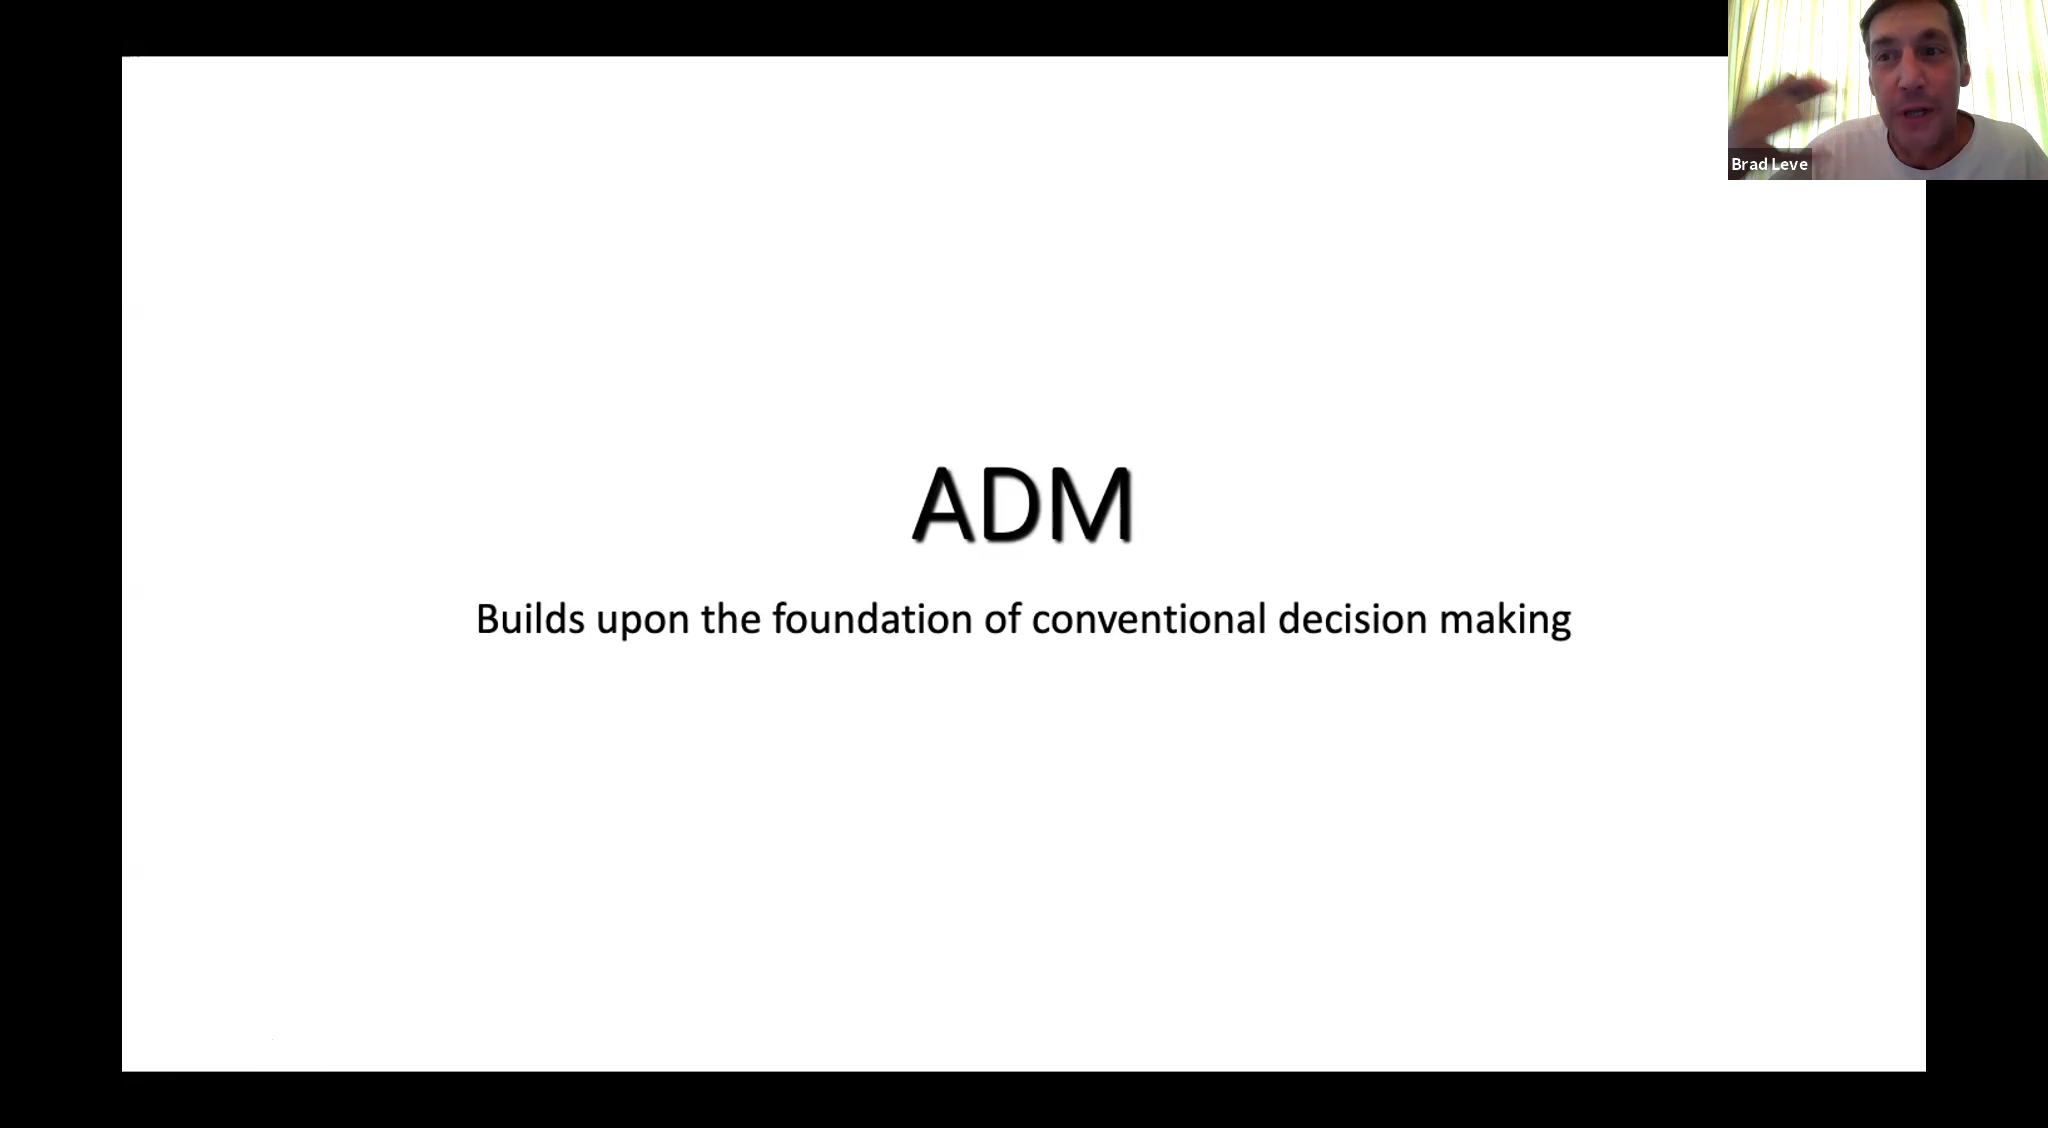 Brad Leve
ADM
Builds upon the foundation of conventional decision making